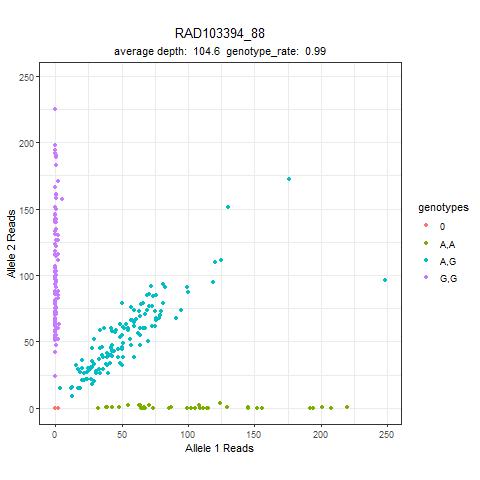 RAD103394_88
average depth: 104.6 genotype_rate: 0.99
Allele 2 Reads
250
200
150
100
50
0
0 50 100 150 200 250
Allele 1 Reads
genotypes
0
A,A
A,G
G,G